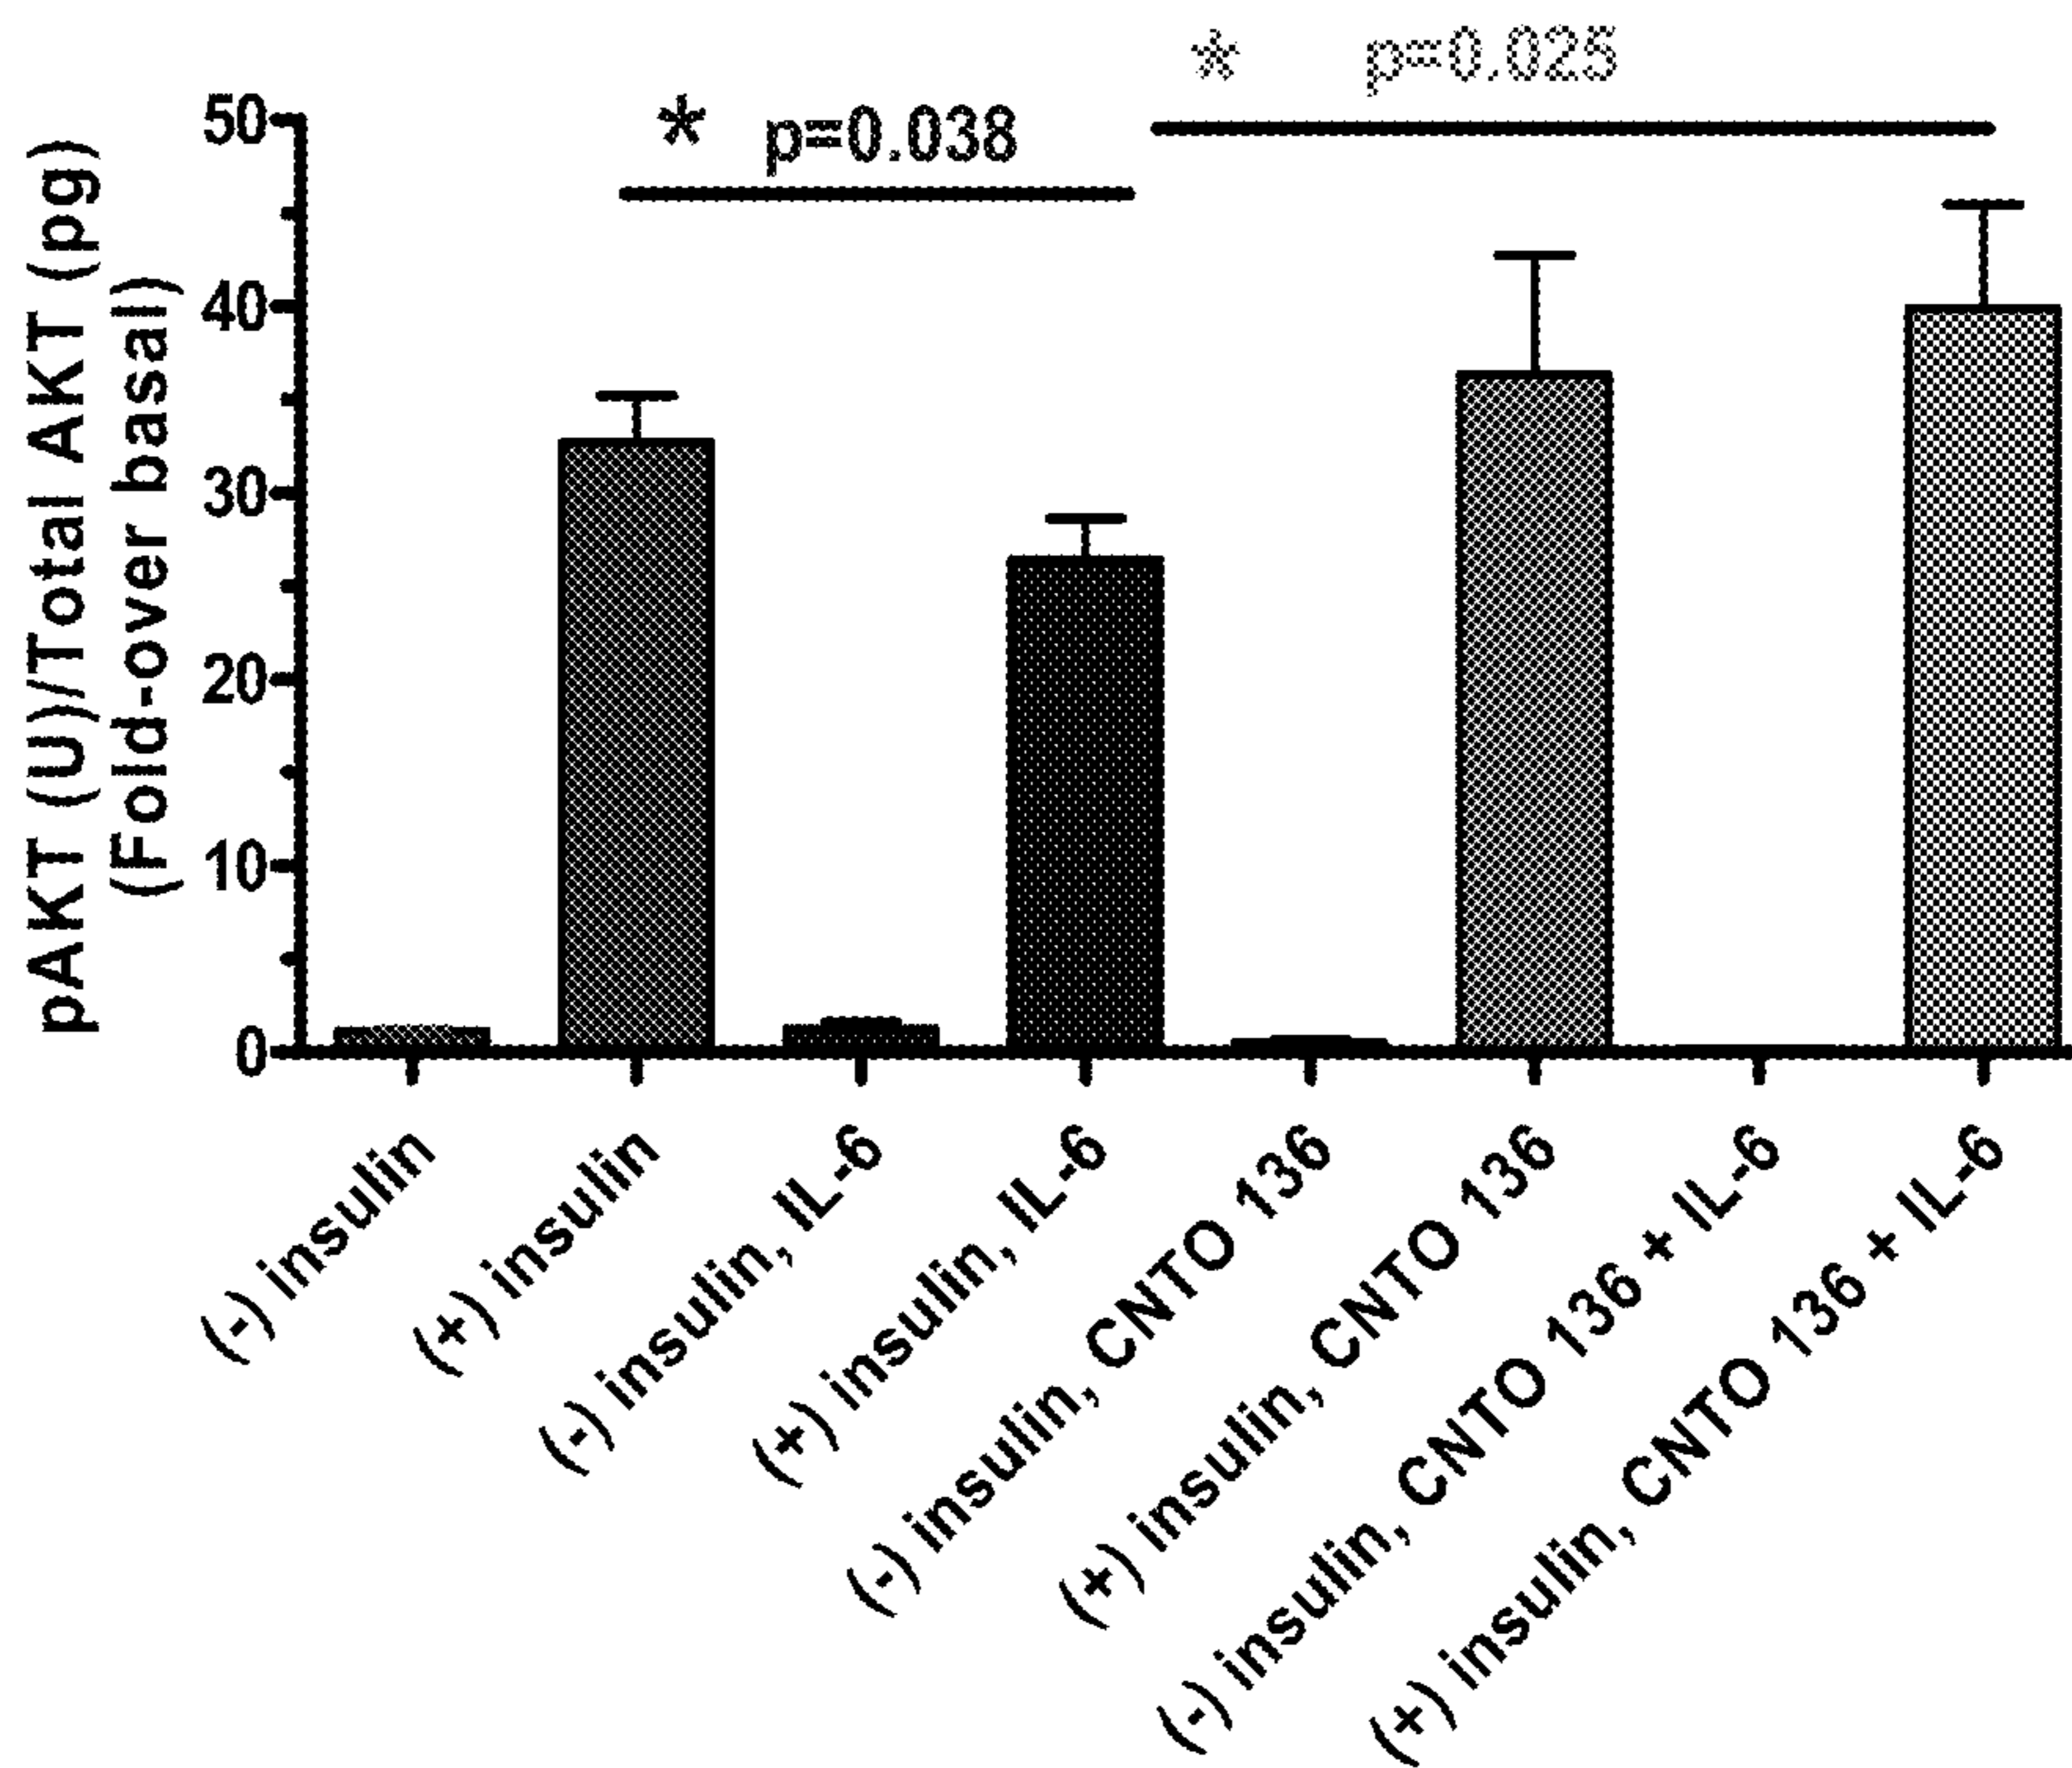 * p=0.025
* p=0.038
pAKT (U)/Total AKT (pg)
(Fold-over basal)
50
40
30
20
10
0
(-) insulin
(+) insulin
(-) insulin, IL-6
(+) insulin, IL-6
(-) insulin, CNTO 136
(+) insulin, CNTO 136
(-) insulin, CNTO 136 + IL-6
(+) insulin, CNTO 136 + IL-6